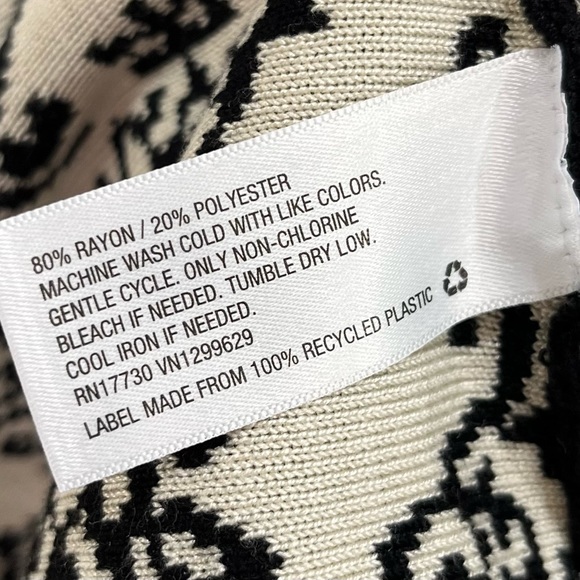 80% RAYON / 20% POLYESTER
MACHINE WASH COLD WITH LIKE COLORS.
GENTLE CYCLE. ONLY NON-CHLORINE
BLEACH IF NEEDED. TUMBLE DRY LOW.
COOL IRON IF NEEDED.
RN17730 VN1299629
LABEL MADE FROM 100% RECYCLED PLASTIC